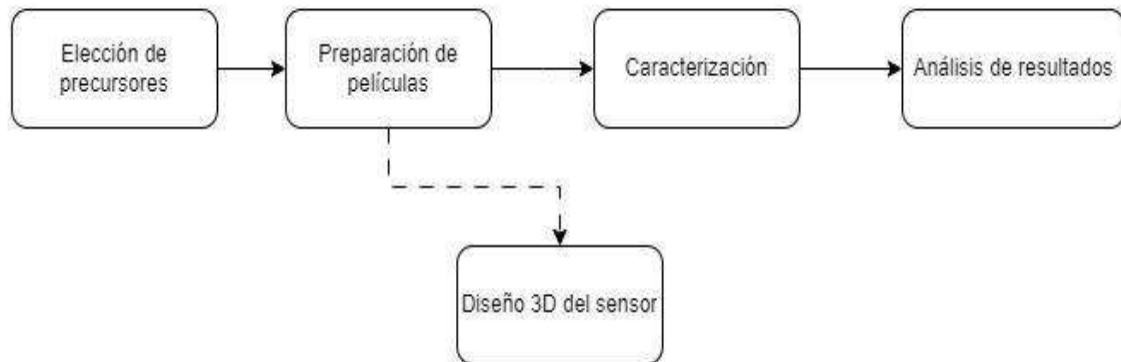 Elección de
precursores
Preparación de
películas
Caracterización
Análisis de resultados
Diseño 3D del sensor